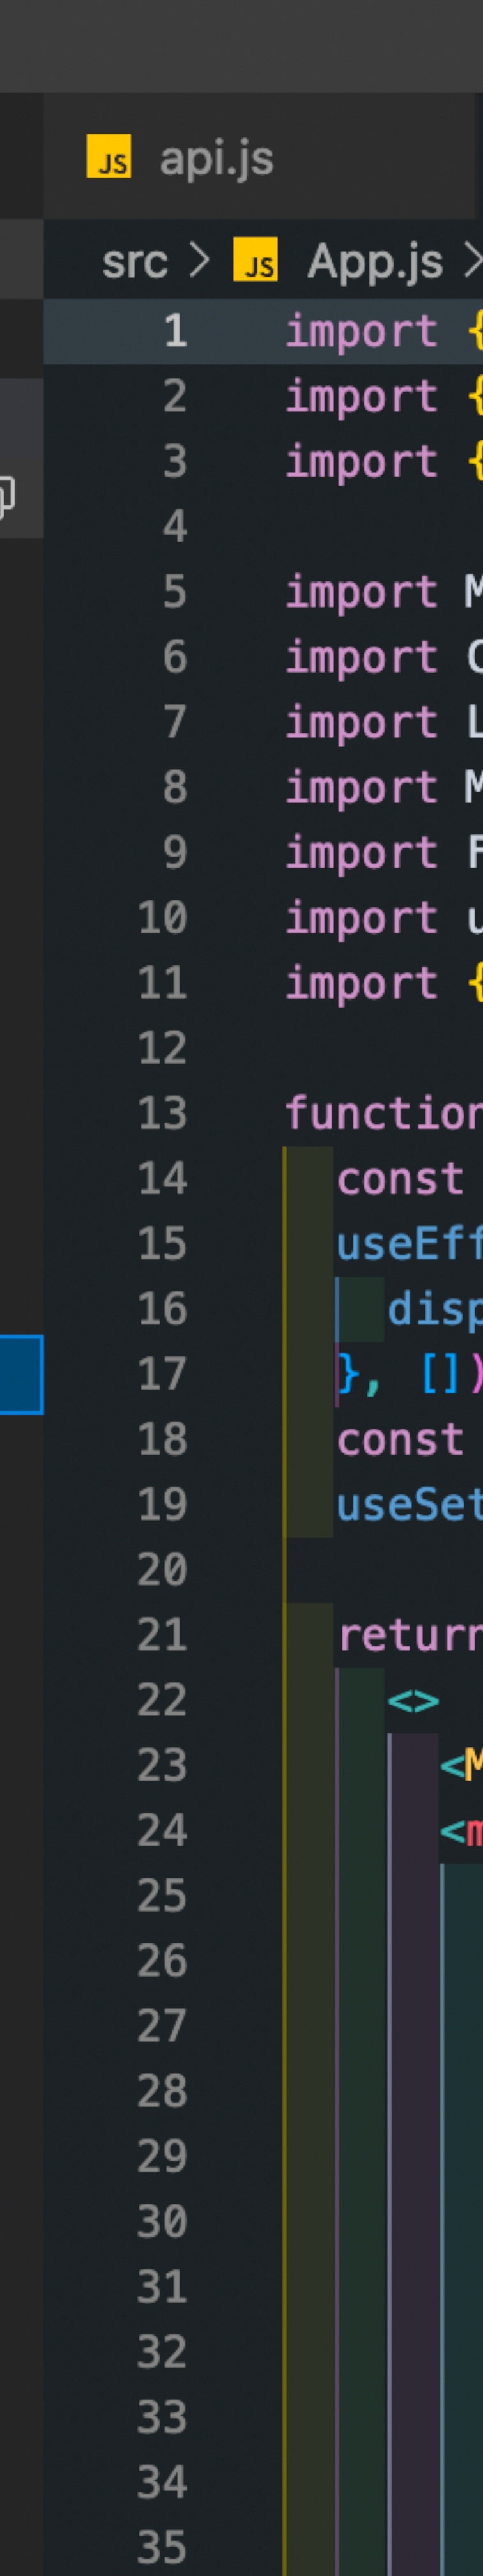 JS api.js
src > JS App.js >
1 import {
2 import {
3 import {
4
5 import M
6 import C
7 import L
8 import M
9 import F
10 import u
11 import {
12
13 function
14 const
15 useEff
16 disp
17 }, [])
18 const
19 useSet
20
21 return
22 <>
23 <M
24 <m
25
26
27
28
29
30
31
32
33
34
35